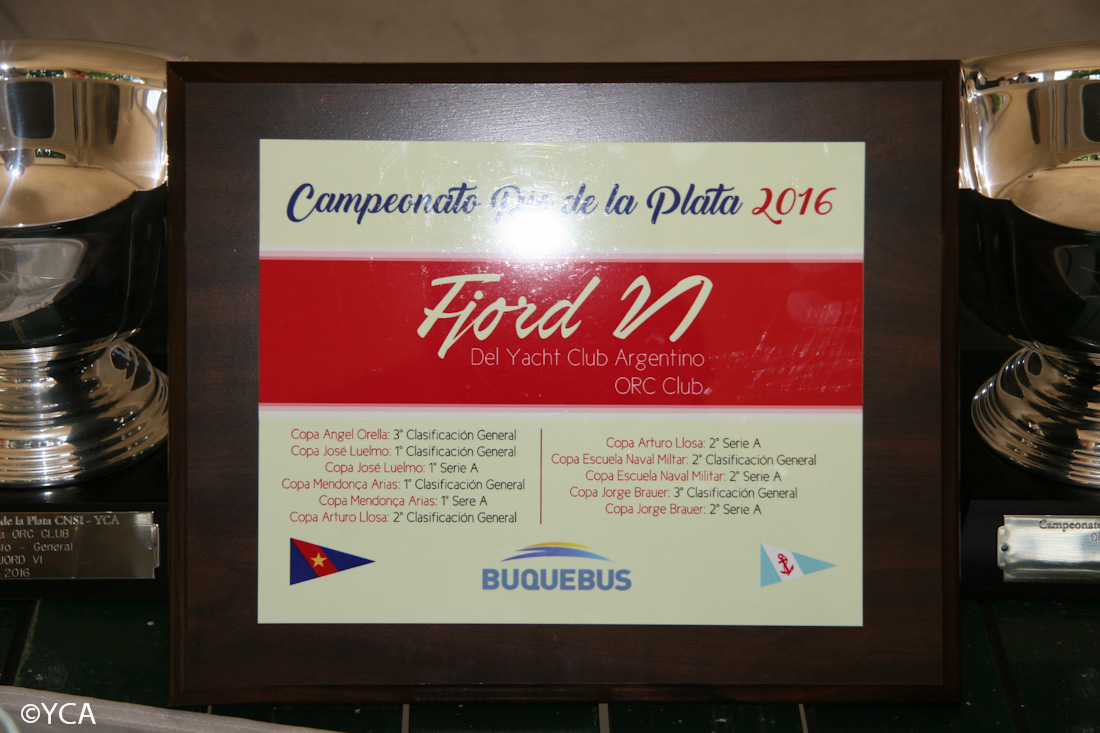 Campeonato Río de la Plata 2016
Fjord VI
Del Yacht Club Argentino
ORC Club
Copa Angel Orella: 3° Clasificación General
Copa José Luelmo: 1° Clasificación General
Copa José Luelmo: 1° Serie A
Copa Mendonça Arias: 1° Clasificación General
Copa Mendonça Arias: 1° Serie A
Copa Arturo Llosa: 2° Clasificación General
Copa Arturo Llosa: 2° Serie A
Copa Escuela Naval Militar: 2° Clasificación General
Copa Escuela Naval Militar: 2° Serie A
Copa Jorge Brauer: 3° Clasificación General
Copa Jorge Brauer: 2° Serie A
BUQUEBUS
de la Plata CNSI - YCA
ORC CLUB
General
FJORD VI
2016
Campeonato
©YCA